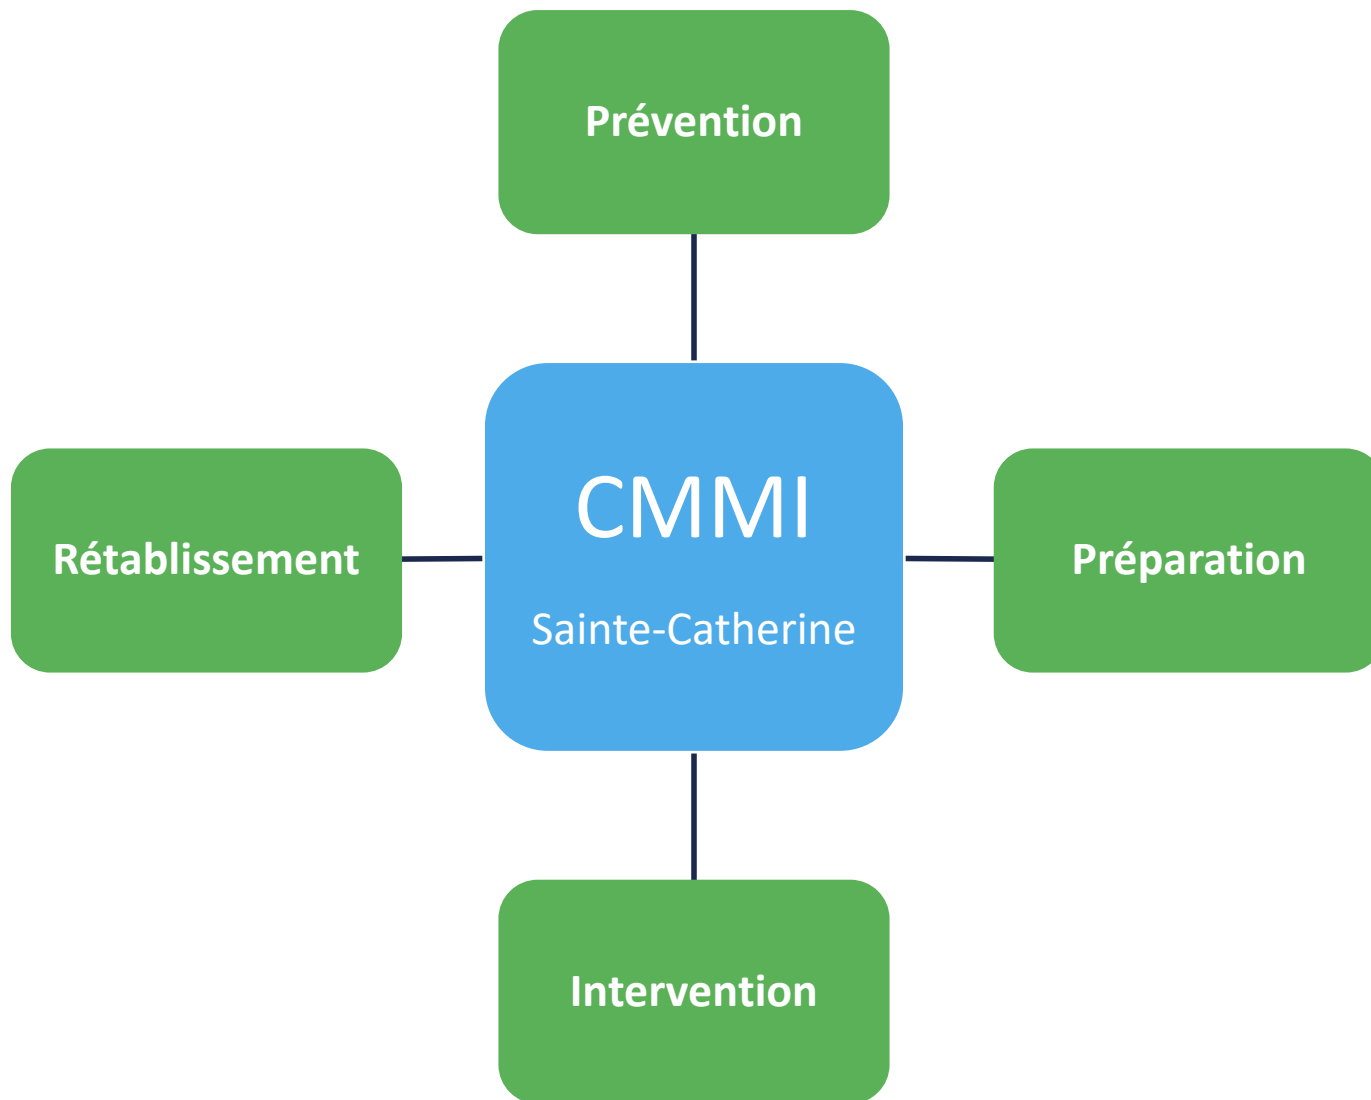 Prévention
CMMI
Sainte-Catherine
Rétablissement
Préparation
Intervention